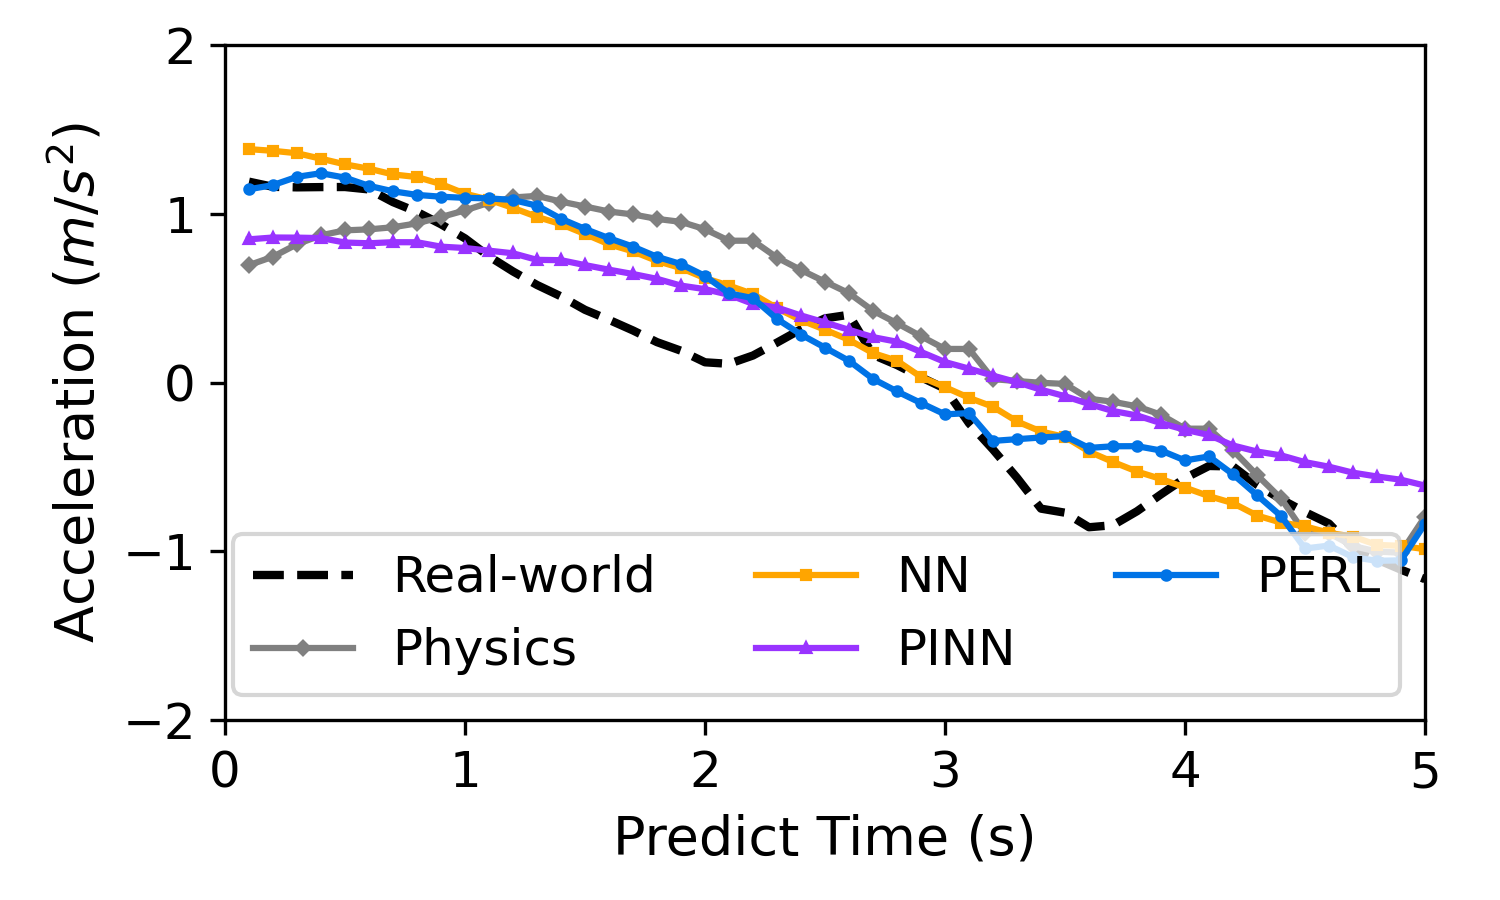 2
1
0
−1
−2
Acceleration (m/s²)
Real-world
NN
PERL
Physics
PINN
0 1 2 3 4 5
Predict Time (s)